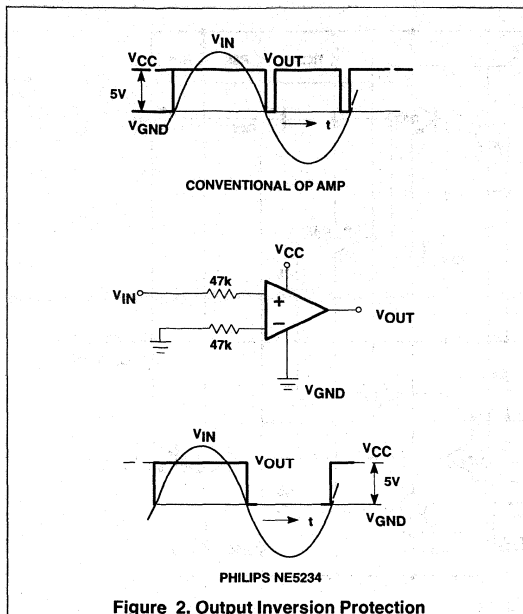 VIN
VCC
VOUT
5V
t
VGND
CONVENTIONAL OP AMP
VCC
47k
VIN
+
VOUT
−
47k
VGND
VIN
VCC
VOUT
5V
t
VGND
PHILIPS NE5234
Figure 2. Output Inversion Protection